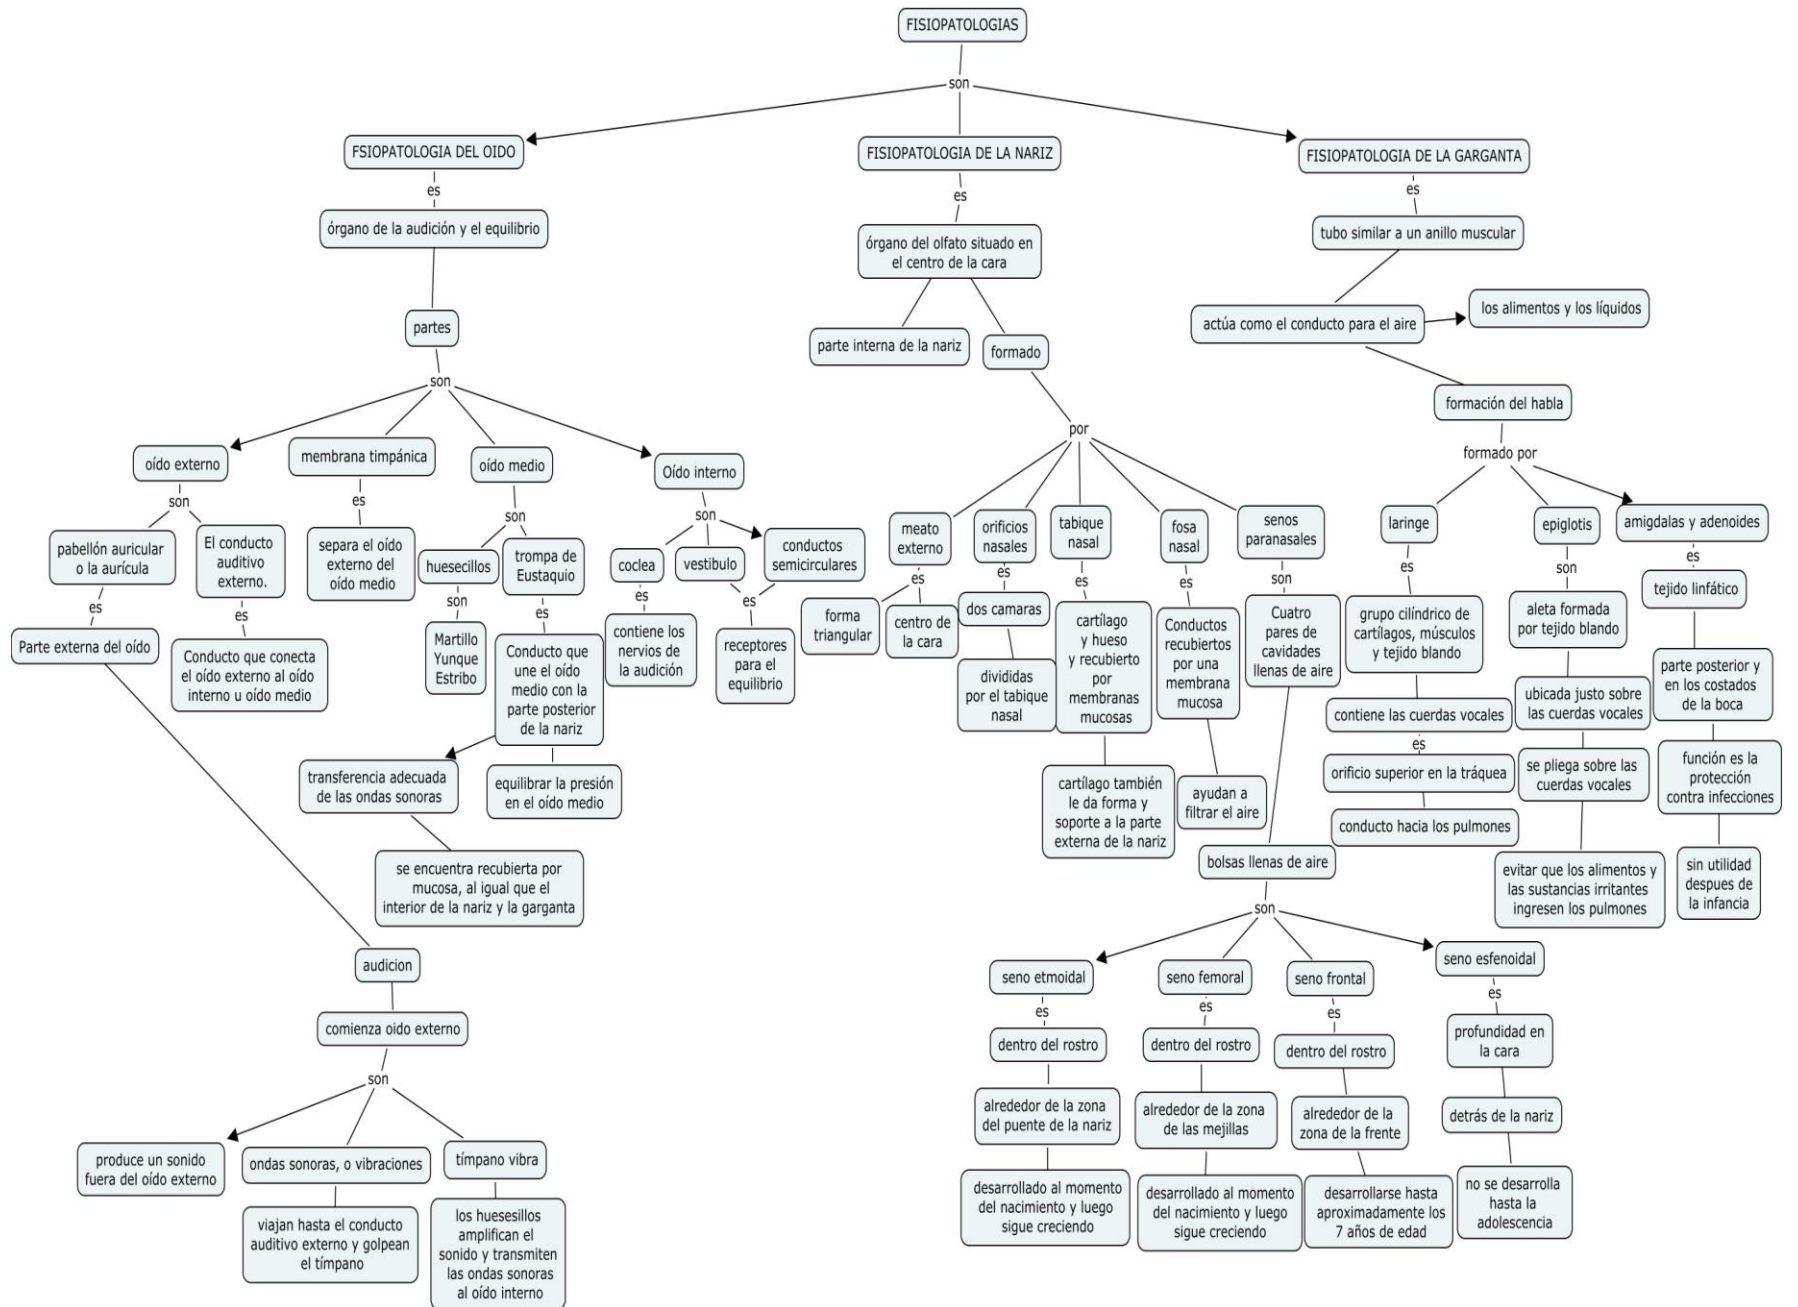 FISIOPATOLOGIAS
son
FSIOPATOLOGIA DEL OIDO
es
órgano de la audición y el equilibrio
partes
son
oído externo
son
pabellón auricular
o la aurícula
es
Parte externa del oído
El conducto
auditivo
externo.
es
Conducto que conecta
el oído externo al oído
interno u oído medio
membrana timpánica
es
separa el oído
externo del
oído medio
oído medio
son
huesecillos
son
Martillo
Yunque
Estribo
trompa de
Eustaquio
es
Conducto que
une el oído
medio con la
parte posterior
de la nariz
transferencia adecuada
de las ondas sonoras
se encuentra recubierta por
mucosa, al igual que el
interior de la nariz y la garganta
equilibrar la presión
en el oído medio
Oído interno
son
coclea
es
contiene los
nervios de
la audición
vestibulo
conductos
semicirculares
es
receptores
para el
equilibrio
audicion
comienza oido externo
son
produce un sonido
fuera del oído externo
ondas sonoras, o vibraciones
viajan hasta el conducto
auditivo externo y golpean
el tímpano
tímpano vibra
los huesesillos
amplifican el
sonido y transmiten
las ondas sonoras
al oído interno
FISIOPATOLOGIA DE LA NARIZ
es
órgano del olfato situado en
el centro de la cara
parte interna de la nariz
formado
por
meato
externo
es
forma
triangular
centro de
la cara
orificios
nasales
es
dos camaras
divididas
por el tabique
nasal
tabique
nasal
es
cartílago
y hueso
y recubierto
por
membranas
mucosas
cartílago también
le da forma y
soporte a la parte
externa de la nariz
fosa
nasal
es
Conductos
recubiertos
por una
membrana
mucosa
ayudan a
filtrar el aire
senos
paranasales
son
Cuatro
pares de
cavidades
llenas de aire
bolsas llenas de aire
son
seno etmoidal
es
dentro del rostro
alrededor de la zona
del puente de la nariz
desarrollado al momento
del nacimiento y luego
sigue creciendo
seno femoral
es
dentro del rostro
alrededor de la zona
de las mejillas
desarrollado al momento
del nacimiento y luego
sigue creciendo
seno frontal
es
dentro del rostro
alrededor de la
zona de la frente
desarrollarse hasta
aproximadamente los
7 años de edad
seno esfenoidal
es
profundidad en
la cara
detrás de la nariz
no se desarrolla
hasta la
adolescencia
FISIOPATOLOGIA DE LA GARGANTA
es
tubo similar a un anillo muscular
actúa como el conducto para el aire
los alimentos y los líquidos
formación del habla
formado por
laringe
es
grupo cilíndrico de
cartílagos, músculos
y tejido blando
contiene las cuerdas vocales
es
orificio superior en la tráquea
conducto hacia los pulmones
epiglotis
son
aleta formada
por tejido blando
ubicada justo sobre
las cuerdas vocales
se pliega sobre las
cuerdas vocales
evitar que los alimentos y
las sustancias irritantes
ingresen los pulmones
amigdalas y adenoides
es
tejido linfático
parte posterior y
en los costados
de la boca
función es la
protección
contra infecciones
sin utilidad
despues de
la infancia